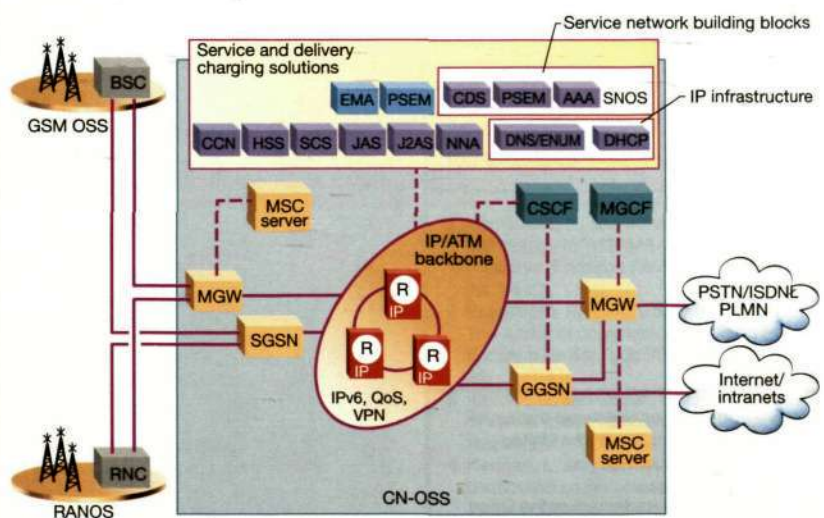 Service network building blocks
Service and delivery
charging solutions
BSC
EMA
PSEM
CDS
PSEM
AAA
SNOS
IP infrastructure
GSM OSS
CCN
HSS
SCS
JAS
J2AS
NNA
DNS/ENUM
DHCP
MSC
server
CSCF
MGCF
IP/ATM
backbone
MGW
R
IP
MGW
PSTN/ISDN
PLMN
SGSN
R
IP
R
IP
IPv6, QoS,
VPN
GGSN
Internet/
intranets
MSC
server
RNC
RANOS
CN-OSS